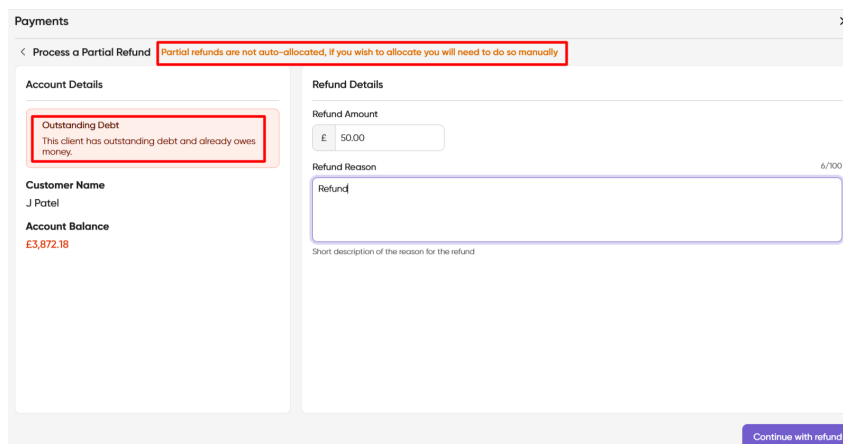 Payments
Process a Partial Refund Partial refunds are not auto-allocated, if you wish to allocate you will need to do so manually
Account Details
Outstanding Debt
This client has outstanding debt and already owes
money.
Customer Name
J Patel
Account Balance
£3,872.18
Refund Details
Refund Amount
£ 50.00
Refund Reason 6/100
Refund
Short description of the reason for the refund
Continue with refund